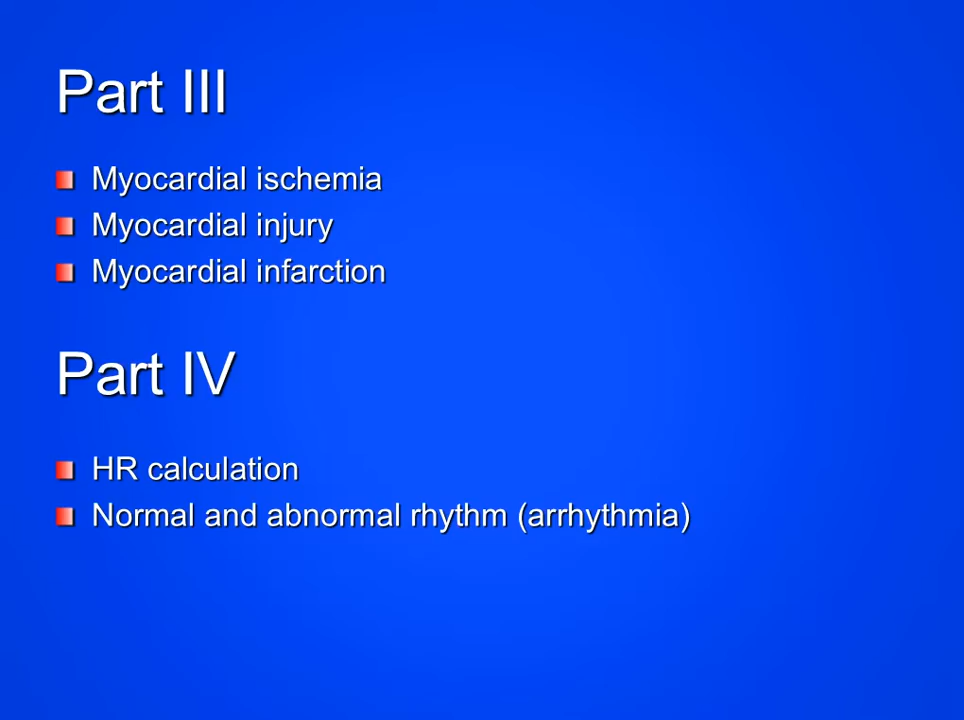 Part III
Myocardial ischemia
Myocardial injury
Myocardial infarction
Part IV
HR calculation
Normal and abnormal rhythm (arrhythmia)